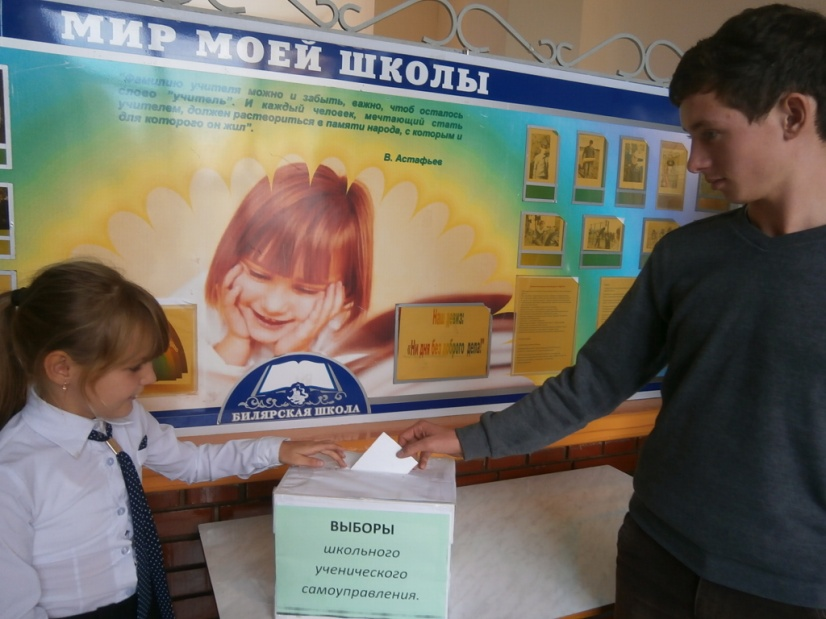 МИР МОЕЙ ШКОЛЫ
"Фамилию учителя можно и забыть, важно, чтоб осталось
слово "учитель". И каждый человек, мечтающий стать
учителем, должен раствориться в памяти народа, с которым и
для которого он жил".
В. Астафьев
Наш девиз:
«Ни дня без доброго дела!"
БИЛЯРСКАЯ ШКОЛА
ВЫБОРЫ
школьного
ученического
самоуправления.